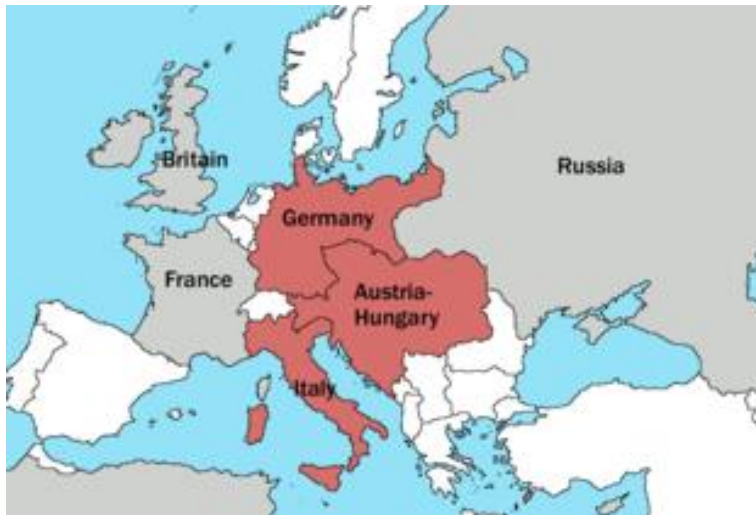 Britain
Russia
Germany
France
Austria-
Hungary
Italy